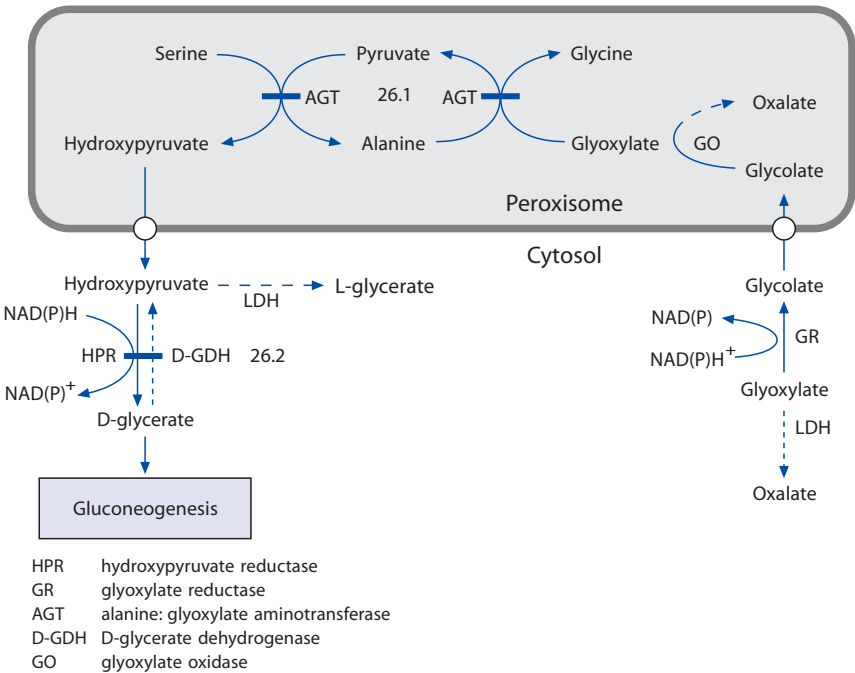 Serine Pyruvate Glycine
AGT 26.1 AGT Oxalate
Hydroxypyruvate Alanine Glyoxylate GO
Glycolate
Peroxisome
Cytosol
Hydroxypyruvate LDH L-glycerate Glycolate
NAD(P)H NAD(P) GR
HPR D-GDH 26.2 NAD(P)H+
NAD(P)+ Glyoxylate
D-glycerate LDH
Oxalate
Gluconeogenesis
HPR hydroxypyruvate reductase
GR glyoxylate reductase
AGT alanine: glyoxylate aminotransferase
D-GDH D-glycerate dehydrogenase
GO glyoxylate oxidase